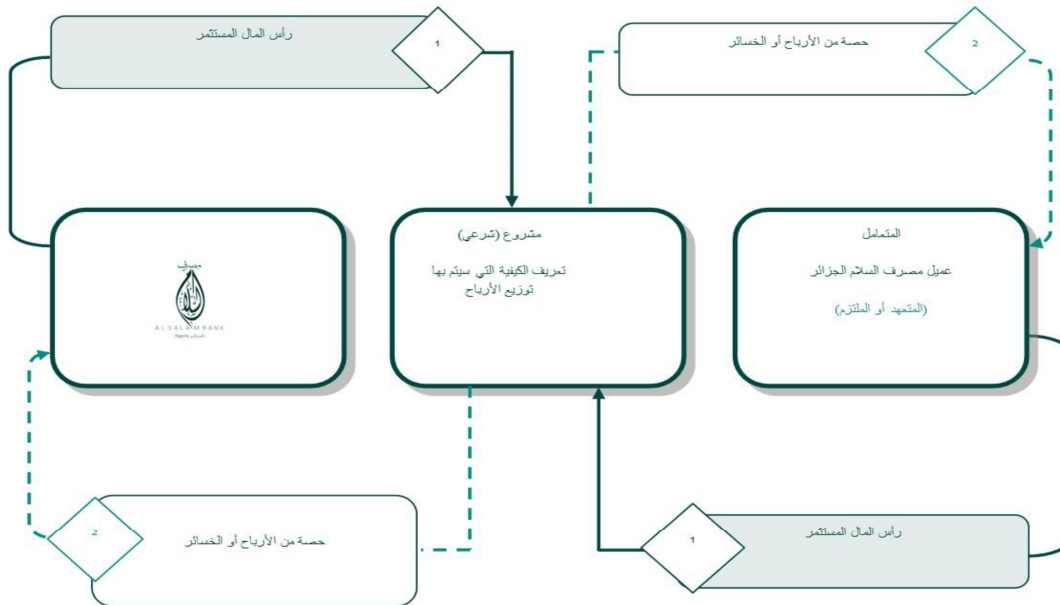 رأس المال المستثمر
1
حصة من الأرباح أو الخسائر
2
مصرف
السلام
AL SALAM BANK
Algeria الجزائر
مشروع (شرعي)
تعريف الكيفية التي سيتم بها
توزيع الأرباح
المتعامل
عميل مصرف السلام الجزائر
(المتعهد أو الملتزم)
2
حصة من الأرباح أو الخسائر
1
رأس المال المستثمر